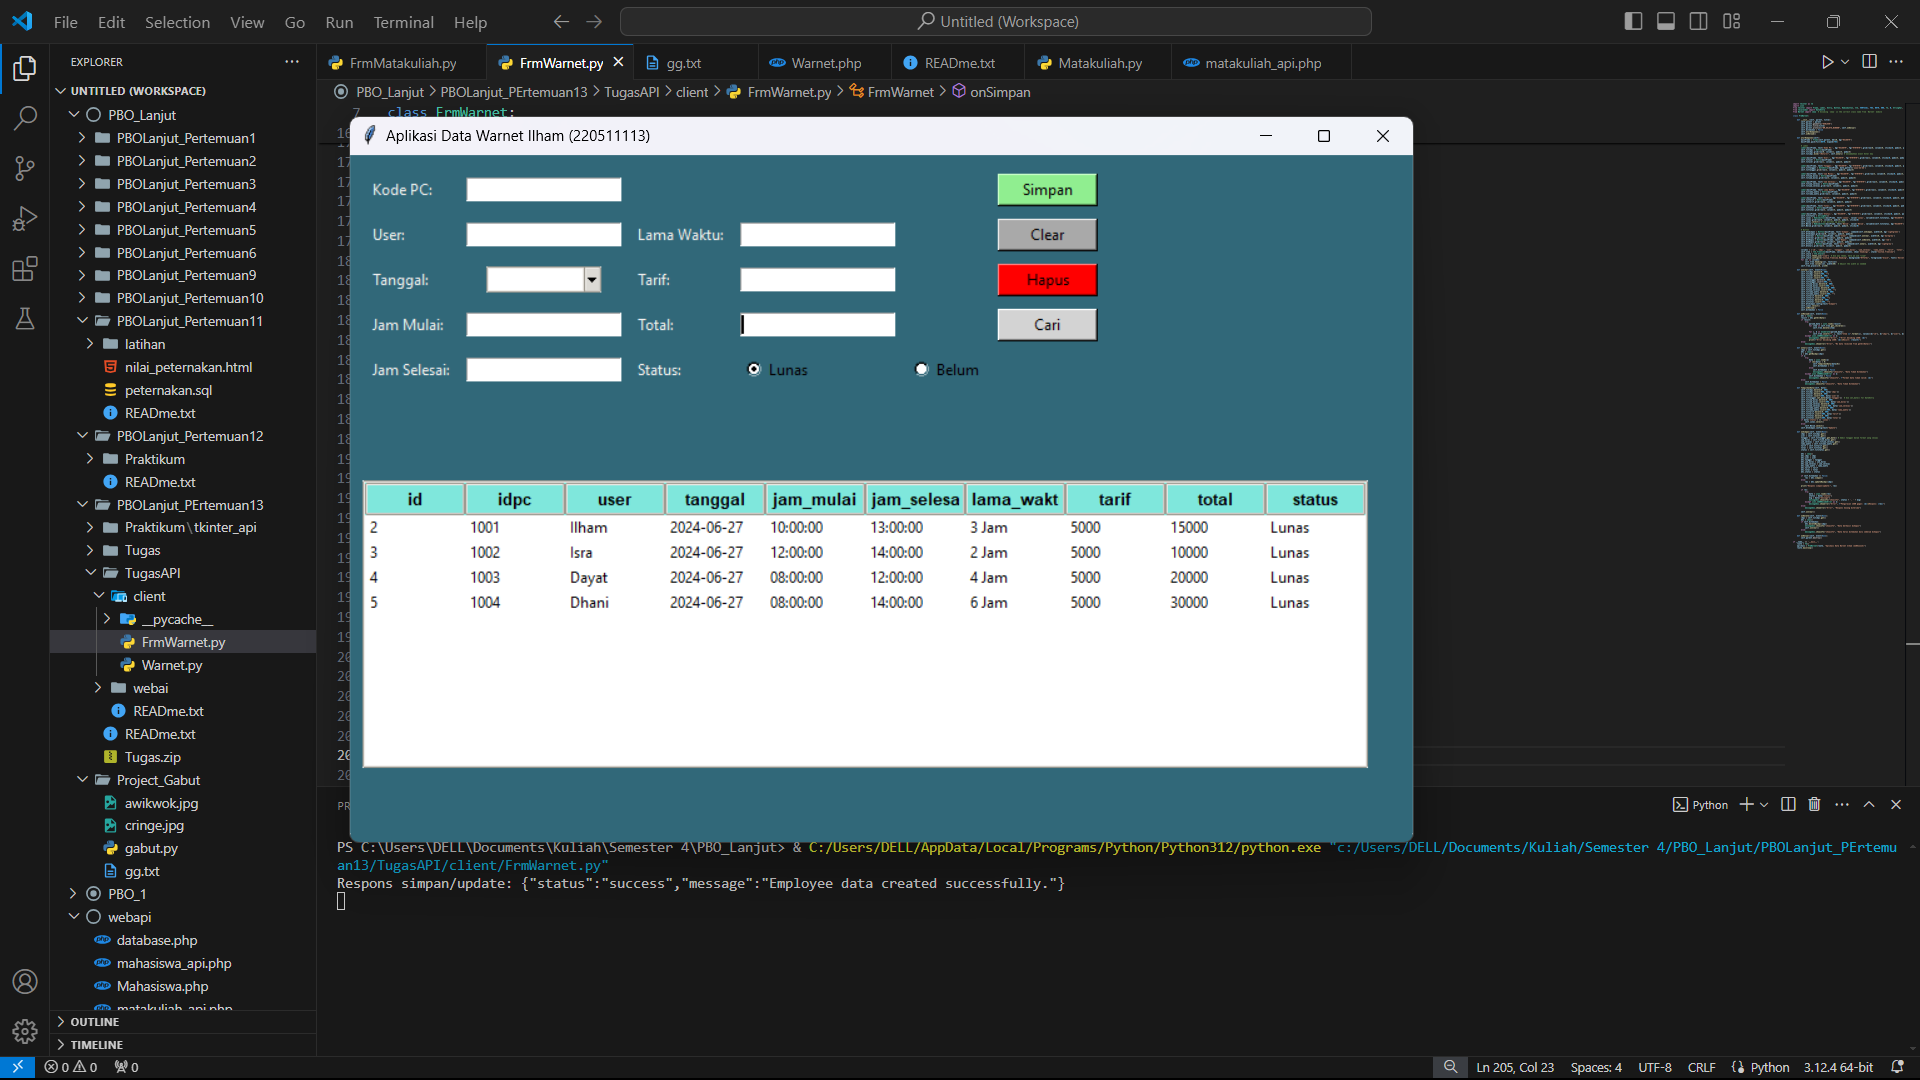 File Edit Selection View Go Run Terminal Help
Untitled (Workspace)
EXPLORER
UNTITLED (WORKSPACE)
PBO_Lanjut
PBOLanjut_Pertemuan1
PBOLanjut_Pertemuan2
PBOLanjut_Pertemuan3
PBOLanjut_Pertemuan4
PBOLanjut_Pertemuan5
PBOLanjut_Pertemuan6
PBOLanjut_Pertemuan9
PBOLanjut_Pertemuan10
PBOLanjut_Pertemuan11
latihan
nilai_peternakan.html
peternakan.sql
READme.txt
PBOLanjut_Pertemuan12
Praktikum
READme.txt
PBOLanjut_PErtemuan13
Praktikum\tkinter_api
Tugas
TugasAPI
client
__pycache__
FrmWarnet.py
Warnet.py
webai
READme.txt
READme.txt
Tugas.zip
Project_Gabut
awikwok.jpg
cringe.jpg
gabut.py
gg.txt
PBO_1
webapi
database.php
mahasiswa_api.php
Mahasiswa.php
matakuliah_api.php
OUTLINE
TIMELINE
FrmMatakuliah.py FrmWarnet.py gg.txt Warnet.php READme.txt Matakuliah.py matakuliah_api.php
PBO_Lanjut > PBOLanjut_PErtemuan13 > TugasAPI > client > FrmWarnet.py > FrmWarnet > onSimpan
7 class FrmWarnet:
Aplikasi Data Warnet Ilham (220511113)
Kode PC: Simpan
User: Lama Waktu: Clear
Tanggal: Tarif: Hapus
Jam Mulai: Total: Cari
Jam Selesai: Status: Lunas Belum
id idpc user tanggal jam_mulai jam_selesa lama_wakt tarif total status
2 1001 Ilham 2024-06-27 10:00:00 13:00:00 3 Jam 5000 15000 Lunas
3 1002 Isra 2024-06-27 12:00:00 14:00:00 2 Jam 5000 10000 Lunas
4 1003 Dayat 2024-06-27 08:00:00 12:00:00 4 Jam 5000 20000 Lunas
5 1004 Dhani 2024-06-27 08:00:00 14:00:00 6 Jam 5000 30000 Lunas
Python
PS C:\Users\DELL\Documents\Kuliah\Semester 4\PBO_Lanjut> & C:/Users/DELL/AppData/Local/Programs/Python/Python312/python.exe "c:/Users/DELL/Documents/Kuliah/Semester 4/PBO_Lanjut/PBOLanjut_PErtemu
an13/TugasAPI/client/FrmWarnet.py"
Respons simpan/update: {"status":"success","message":"Employee data created successfully."}
0 0 0 Ln 205, Col 23 Spaces: 4 UTF-8 CRLF Python 3.12.4 64-bit